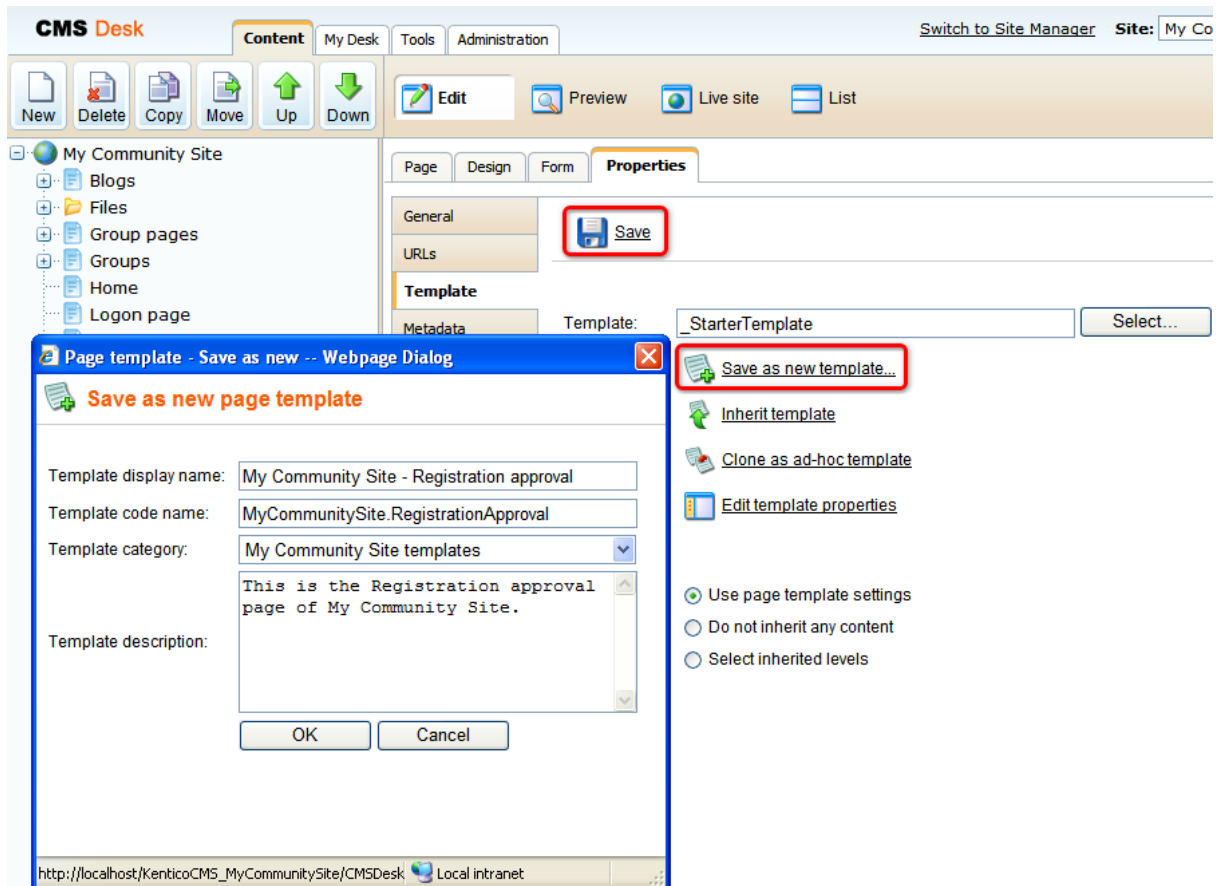 CMS Desk
Content
My Desk
Tools
Administration
Switch to Site Manager
Site:
My Co
New
Delete
Copy
Move
Up
Down
Edit
Preview
Live site
List
My Community Site
Blogs
Files
Group pages
Groups
Home
Logon page
Page
Design
Form
Properties
General
URLs
Template
Metadata
Save
Template:
_StarterTemplate
Select...
Save as new template...
Inherit template
Clone as ad-hoc template
Edit template properties
Use page template settings
Do not inherit any content
Select inherited levels
Page template - Save as new -- Webpage Dialog
Save as new page template
Template display name:
My Community Site - Registration approval
Template code name:
MyCommunitySite.RegistrationApproval
Template category:
My Community Site templates
Template description:
This is the Registration approval
page of My Community Site.
OK
Cancel
http://localhost/KenticoCMS_MyCommunitySite/CMSDesk
Local intranet